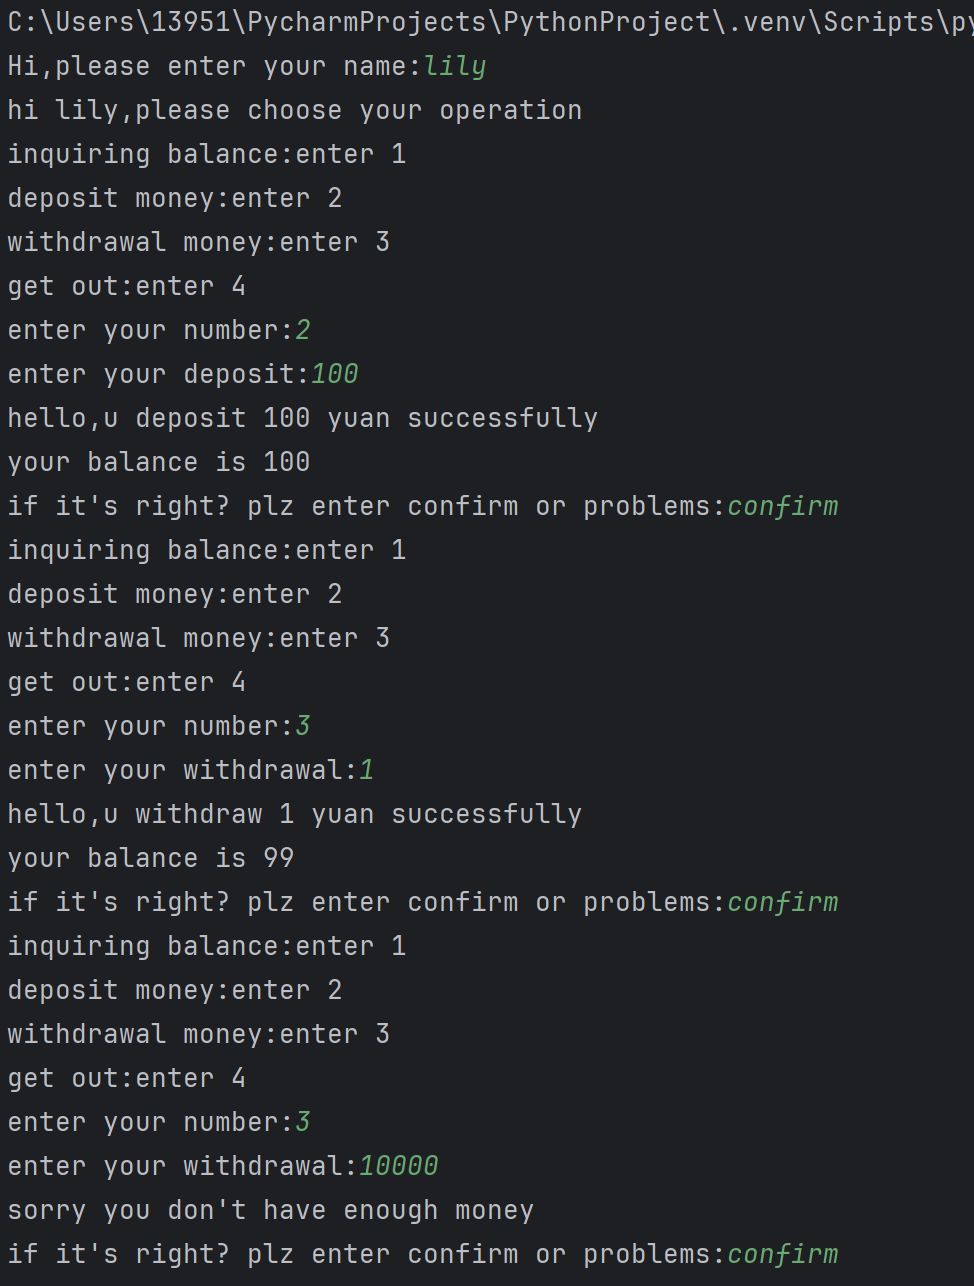 C:\Users\13951\PycharmProjects\PythonProject\.venv\Scripts\py
Hi,please enter your name:lily
hi lily,please choose your operation
inquiring balance:enter 1
deposit money:enter 2
withdrawal money:enter 3
get out:enter 4
enter your number:2
enter your deposit:100
hello,u deposit 100 yuan successfully
your balance is 100
if it's right? plz enter confirm or problems:confirm
inquiring balance:enter 1
deposit money:enter 2
withdrawal money:enter 3
get out:enter 4
enter your number:3
enter your withdrawal:1
hello,u withdraw 1 yuan successfully
your balance is 99
if it's right? plz enter confirm or problems:confirm
inquiring balance:enter 1
deposit money:enter 2
withdrawal money:enter 3
get out:enter 4
enter your number:3
enter your withdrawal:10000
sorry you don't have enough money
if it's right? plz enter confirm or problems:confirm